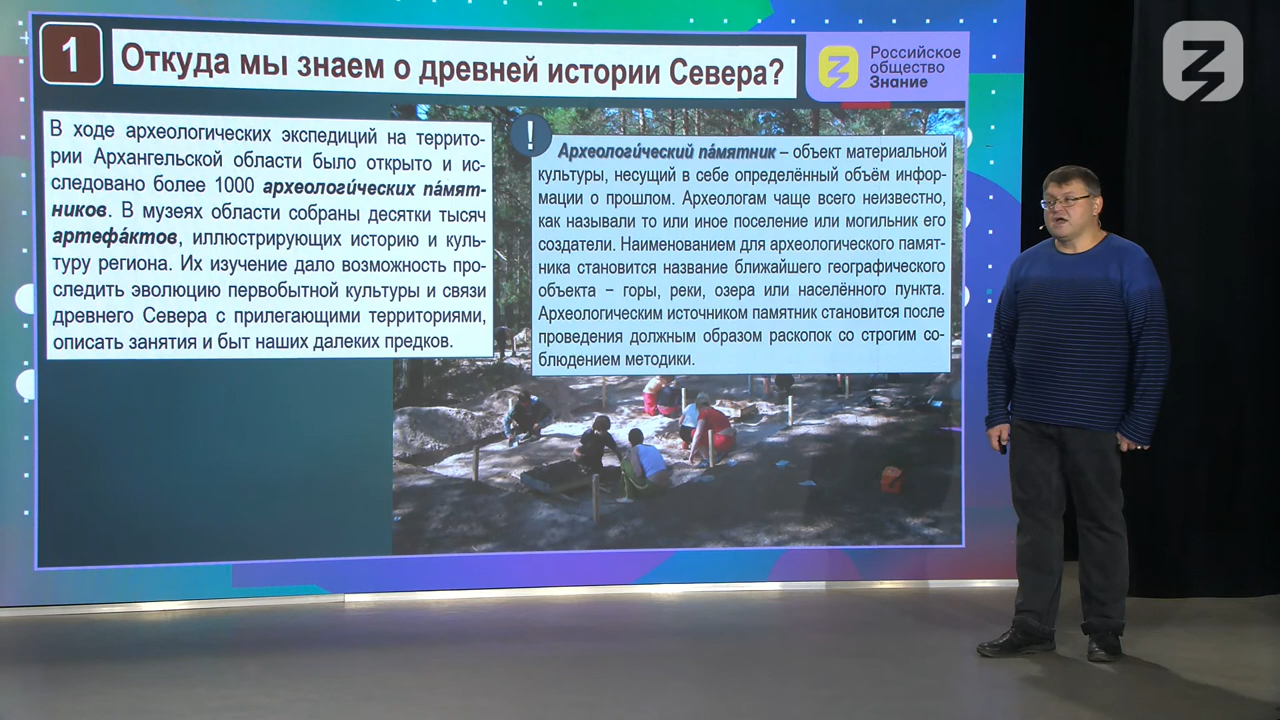 1
Откуда мы знаем о древней истории Севера?
Российское
общество
Знание
В ходе археологических экспедиций на террито-
рии Архангельской области было открыто и ис-
следовано более 1000 археологи́ческих па́мят-
ников. В музеях области собраны десятки тысяч
артефа́ктов, иллюстрирующих историю и куль-
туру региона. Их изучение дало возможность про-
следить эволюцию первобытной культуры и связи
древнего Севера с прилегающими территориями,
описать занятия и быт наших далеких предков.
!
Археологи́ческий па́мятник – объект материальной
культуры, несущий в себе определённый объём инфор-
мации о прошлом. Археологам чаще всего неизвестно,
как называли то или иное поселение или могильник его
создатели. Наименованием для археологического памят-
ника становится название ближайшего географического
объекта – горы, реки, озера или населённого пункта.
Археологическим источником памятник становится после
проведения должным образом раскопок со строгим со-
блюдением методики.